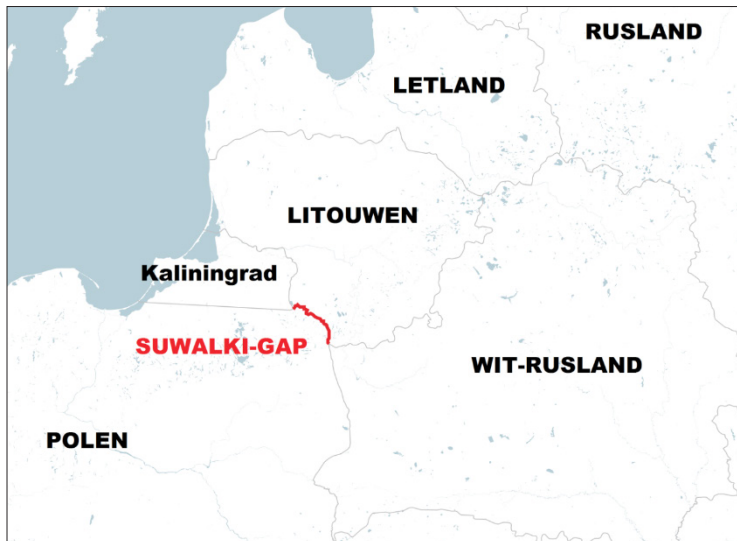 RUSLAND
LETLAND
LITOUWEN
Kaliningrad
SUWALKI-GAP
WIT-RUSLAND
POLEN